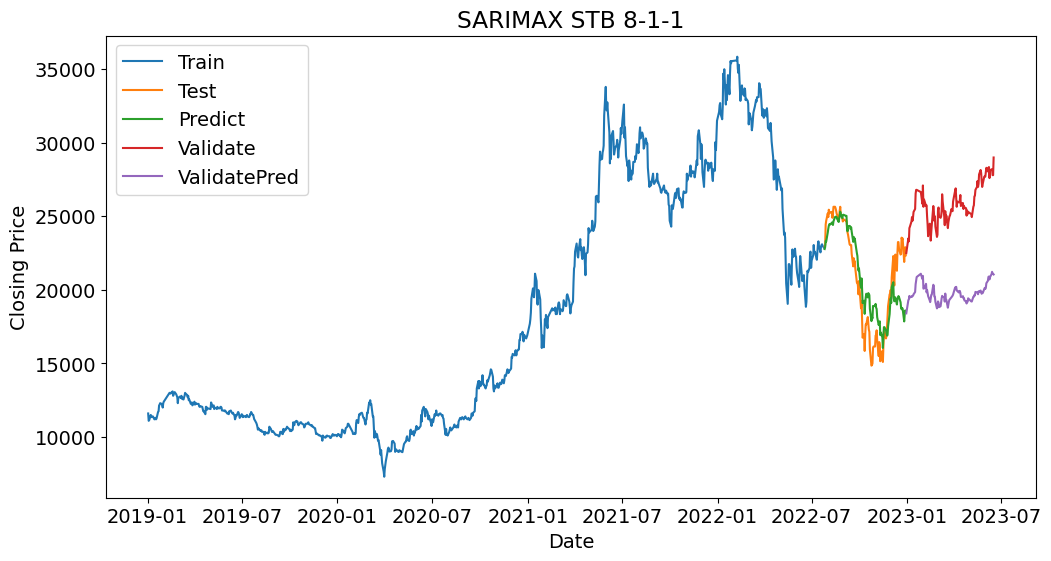 SARIMAX STB 8-1-1
Train
Test
Predict
Validate
ValidatePred
Closing Price
35000
30000
25000
20000
15000
10000
2019-01 2019-07 2020-01 2020-07 2021-01 2021-07 2022-01 2022-07 2023-01 2023-07
Date